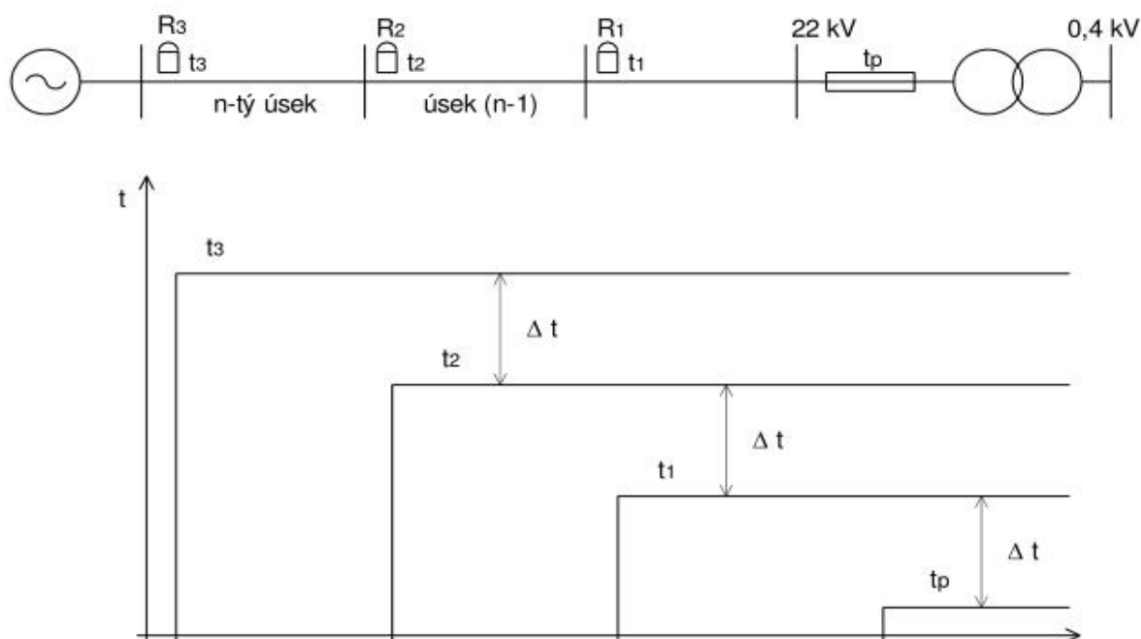 R3 R2 R1 22 kV 0,4 kV
t3 t2 t1 tp
n-tý úsek úsek (n-1)
t
t3
Δ t
t2
Δ t
t1
Δ t
tp